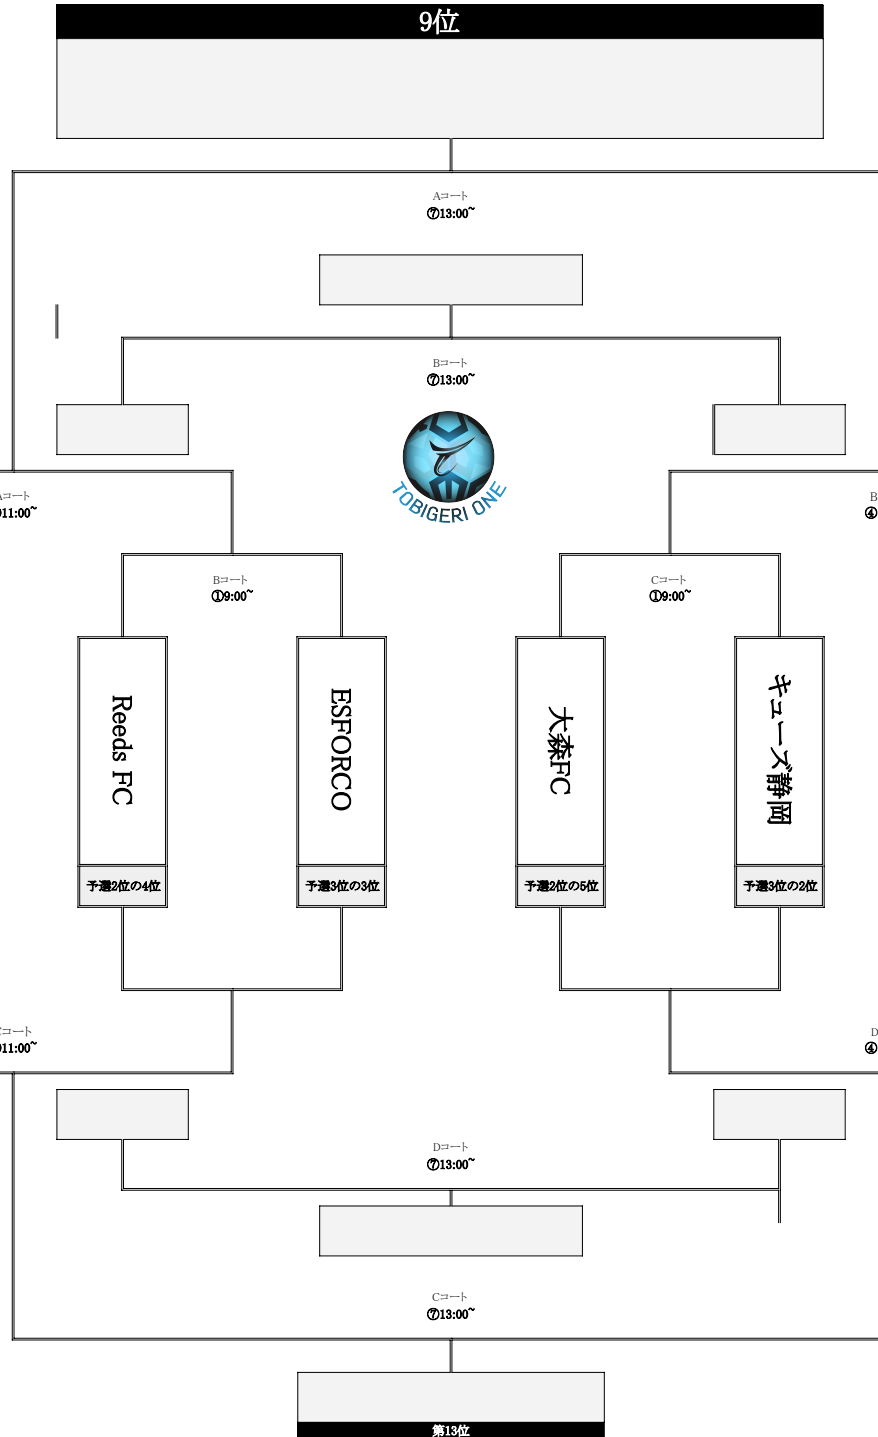 9位
Aコート
⑦13:00~
Bコート
⑦13:00~
TOBIGERI ONE
コート
11:00~
B
④
Bコート
①9:00~
Cコート
①9:00~
Reeds FC
ESFORCO
大森FC
キューズ静岡
予選2位の4位
予選3位の3位
予選2位の5位
予選3位の2位
コート
11:00~
D
④
Dコート
⑦13:00~
Cコート
⑦13:00~
第13位